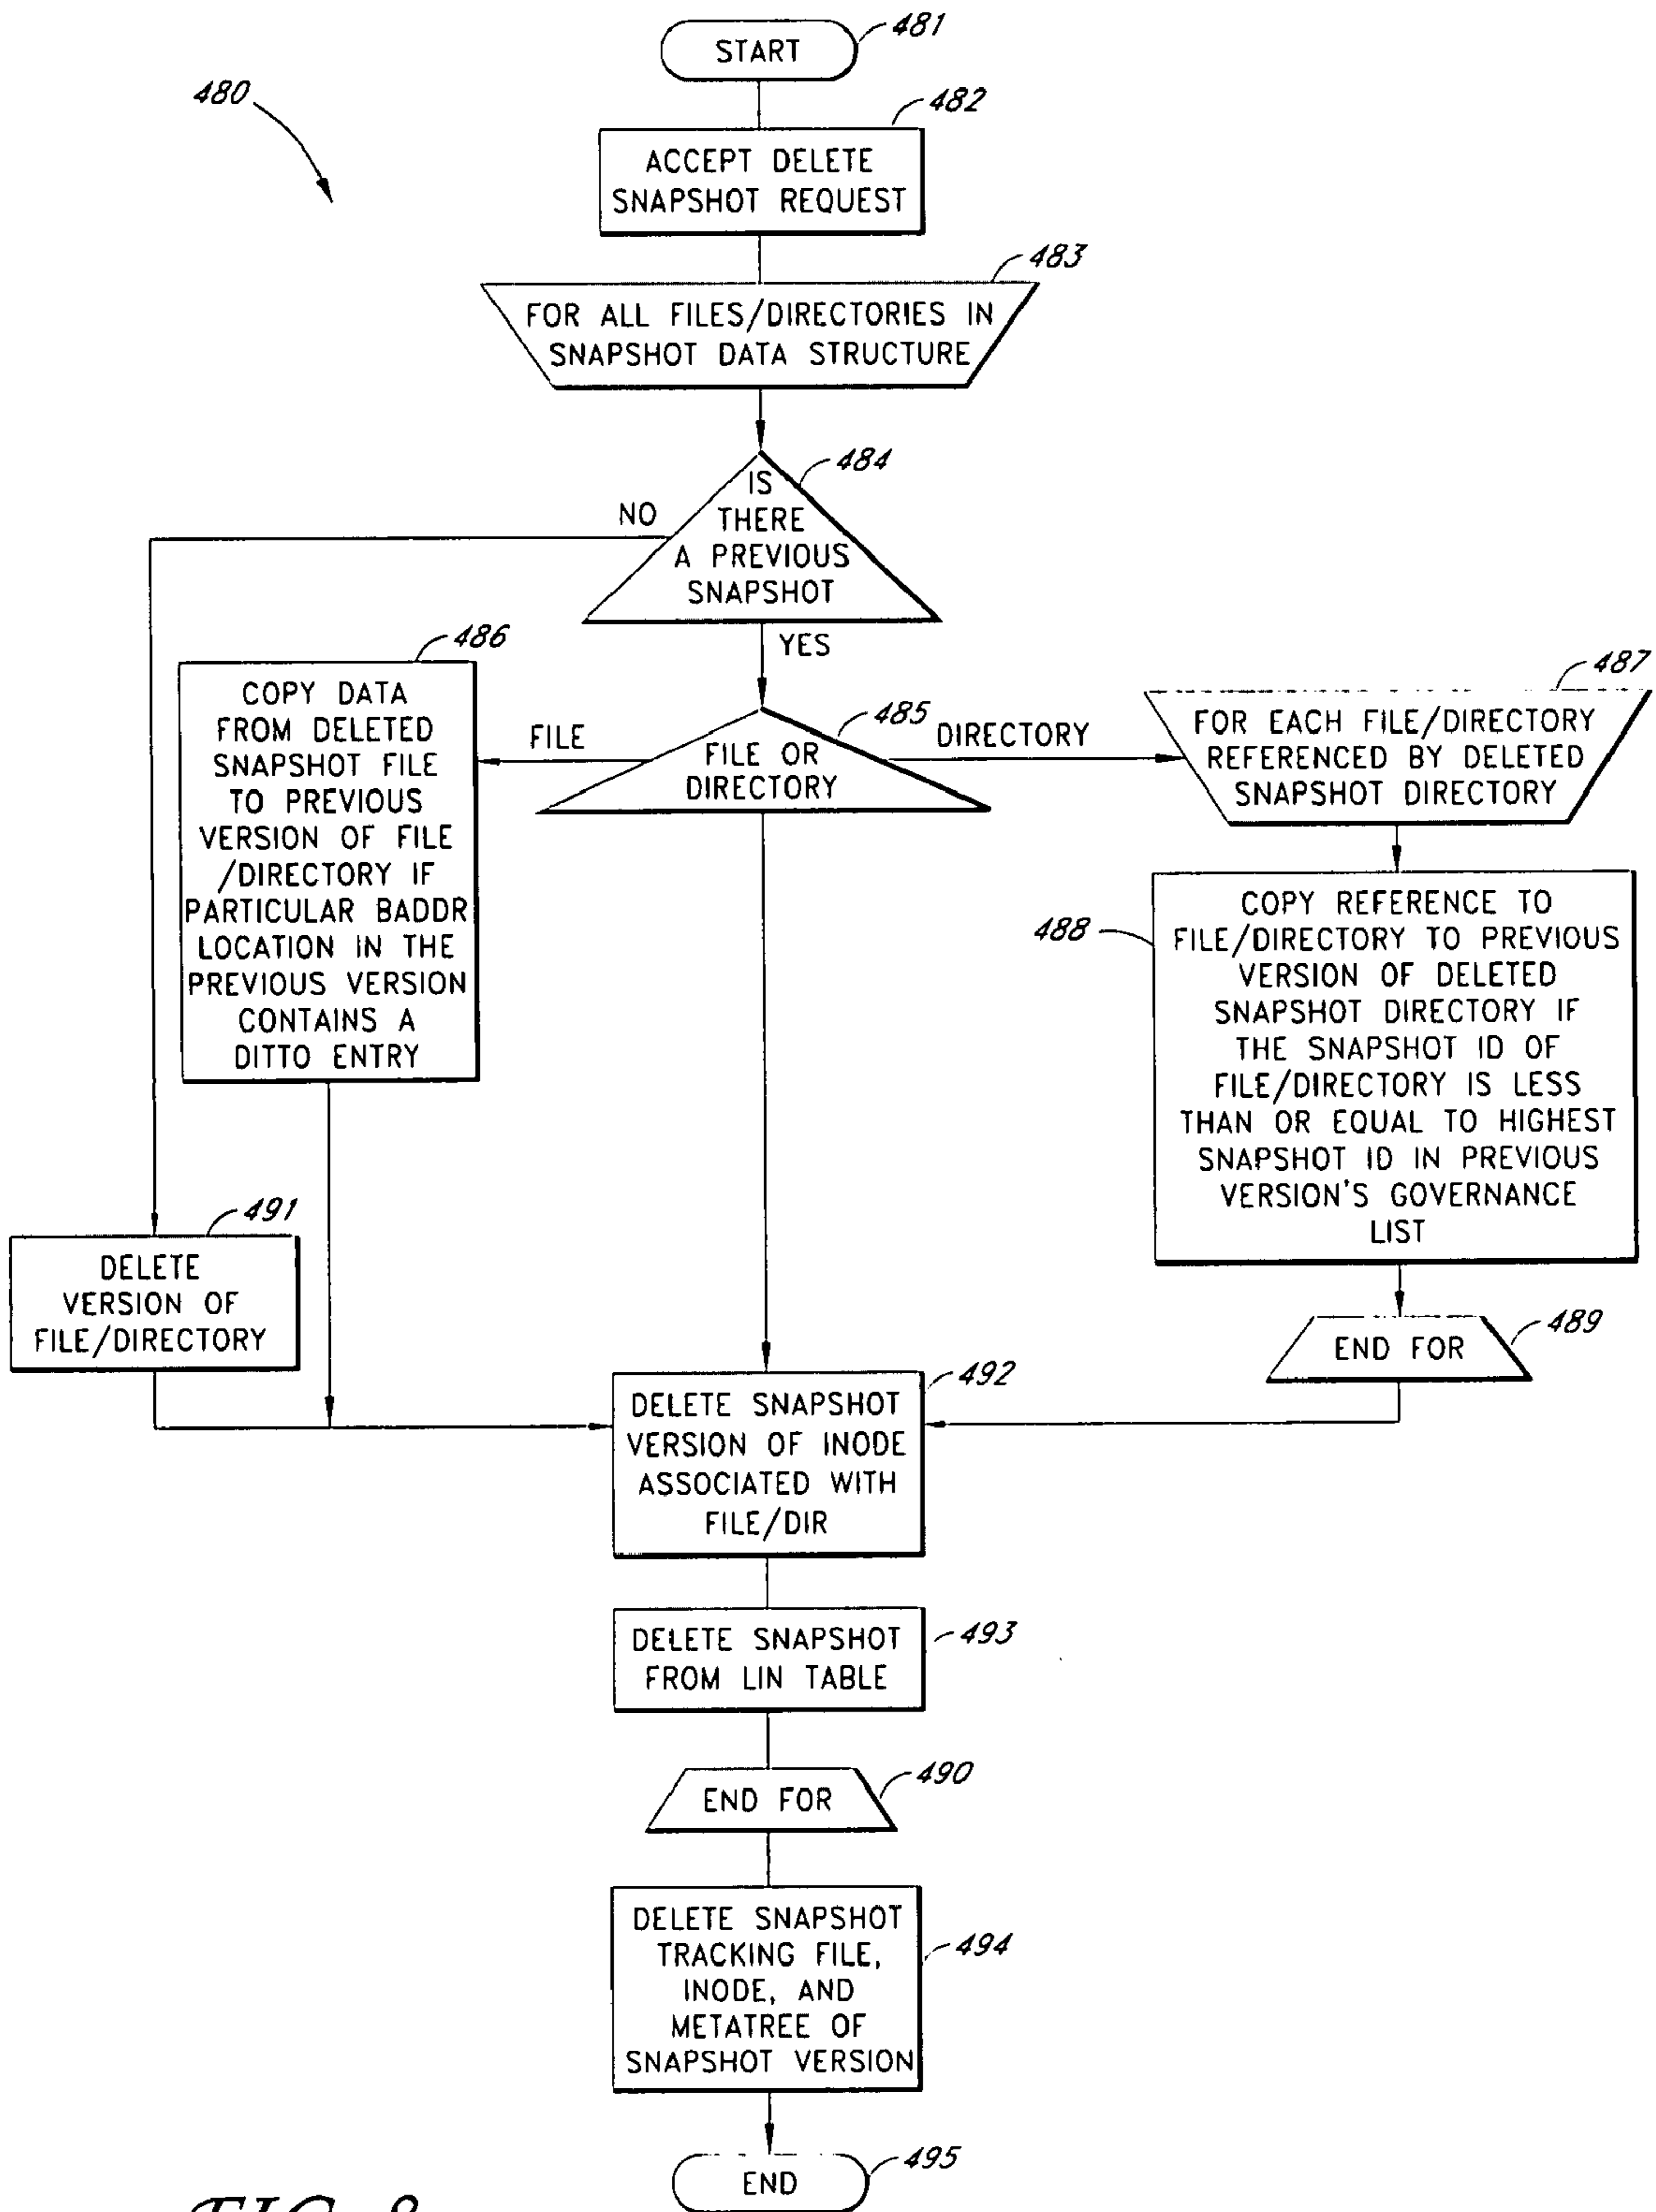 START
481
480
482
ACCEPT DELETE
SNAPSHOT REQUEST
483
FOR ALL FILES/DIRECTORIES IN
SNAPSHOT DATA STRUCTURE
484
IS
THERE
A PREVIOUS
SNAPSHOT
NO
YES
486
COPY DATA
FROM DELETED
SNAPSHOT FILE
TO PREVIOUS
VERSION OF FILE
/DIRECTORY IF
PARTICULAR BADDR
LOCATION IN THE
PREVIOUS VERSION
CONTAINS A
DITTO ENTRY
FILE
485
FILE OR
DIRECTORY
DIRECTORY
487
FOR EACH FILE/DIRECTORY
REFERENCED BY DELETED
SNAPSHOT DIRECTORY
488
COPY REFERENCE TO
FILE/DIRECTORY TO PREVIOUS
VERSION OF DELETED
SNAPSHOT DIRECTORY IF
THE SNAPSHOT ID OF
FILE/DIRECTORY IS LESS
THAN OR EQUAL TO HIGHEST
SNAPSHOT ID IN PREVIOUS
VERSION'S GOVERNANCE
LIST
491
DELETE
VERSION OF
FILE/DIRECTORY
489
END FOR
492
DELETE SNAPSHOT
VERSION OF INODE
ASSOCIATED WITH
FILE/DIR
493
DELETE SNAPSHOT
FROM LIN TABLE
490
END FOR
494
DELETE SNAPSHOT
TRACKING FILE,
INODE, AND
METATREE OF
SNAPSHOT VERSION
495
END